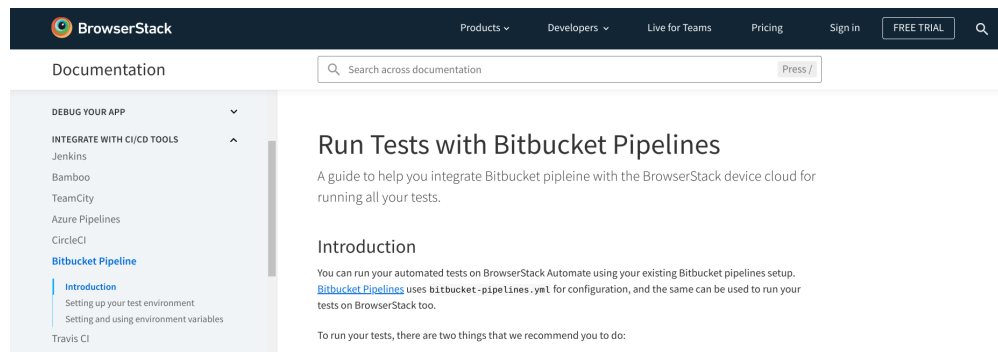 BrowserStack
Products
Developers
Live for Teams
Pricing
Sign in
FREE TRIAL
Documentation
Search across documentation
Press /
DEBUG YOUR APP
INTEGRATE WITH CI/CD TOOLS
Jenkins
Bamboo
TeamCity
Azure Pipelines
CircleCI
Bitbucket Pipeline
Introduction
Setting up your test environment
Setting and using environment variables
Travis CI
Run Tests with Bitbucket Pipelines
A guide to help you integrate Bitbucket pipleine with the BrowserStack device cloud for
running all your tests.
Introduction
You can run your automated tests on BrowserStack Automate using your existing Bitbucket pipelines setup.
Bitbucket Pipelines uses bitbucket-pipelines.yml for configuration, and the same can be used to run your
tests on BrowserStack too.
To run your tests, there are two things that we recommend you to do: